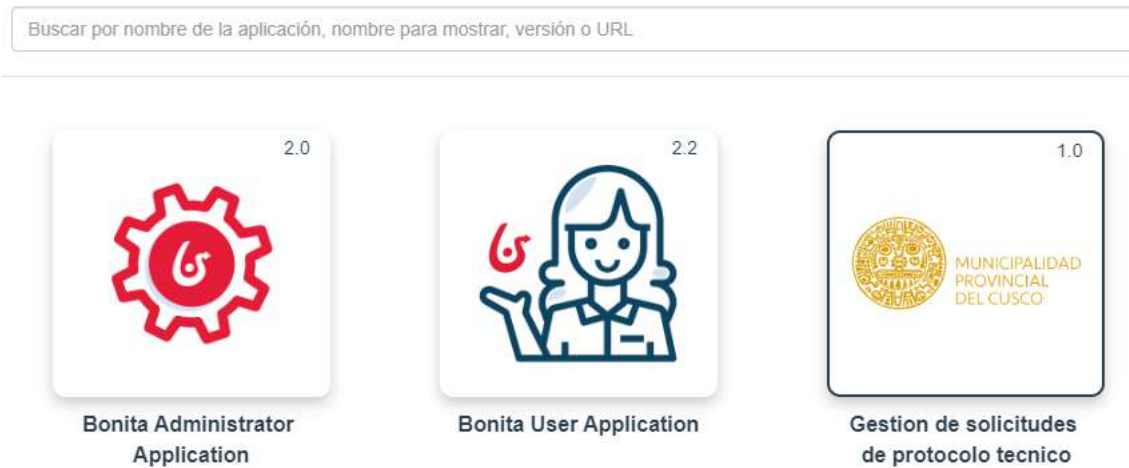 Buscar por nombre de la aplicación, nombre para mostrar, versión o URL
2.0
2.2
1.0
MUNICIPALIDAD
PROVINCIAL
DEL CUSCO
Bonita Administrator
Application
Bonita User Application
Gestion de solicitudes
de protocolo tecnico